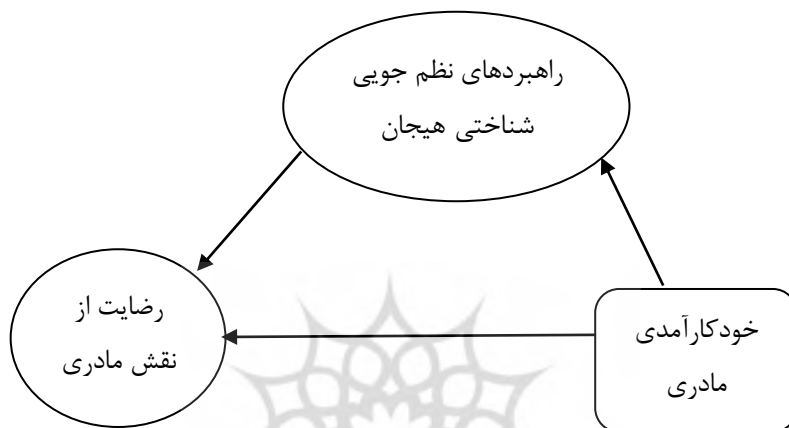 راهبردهای نظم جویی
شناختی هیجان
خودکارآمدی
مادری
رضایت از
نقش مادری